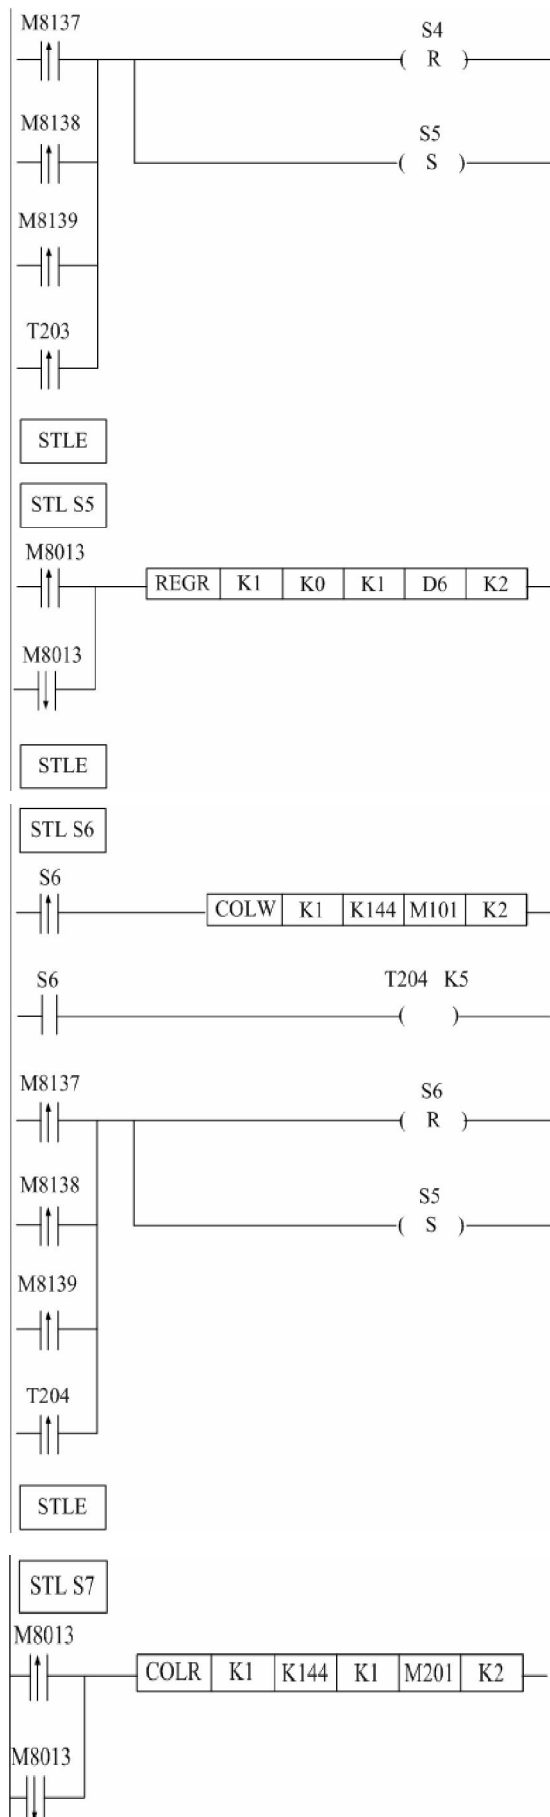 M8137
S4
( R )
M8138
S5
( S )
M8139
T203
STLE
STL S5
M8013
REGR K1 K0 K1 D6 K2
M8013
STLE
STL S6
S6
COLW K1 K144 M101 K2
S6
T204 K5
( )
M8137
S6
( R )
M8138
S5
( S )
M8139
T204
STLE
STL S7
M8013
COLR K1 K144 K1 M201 K2
M8013